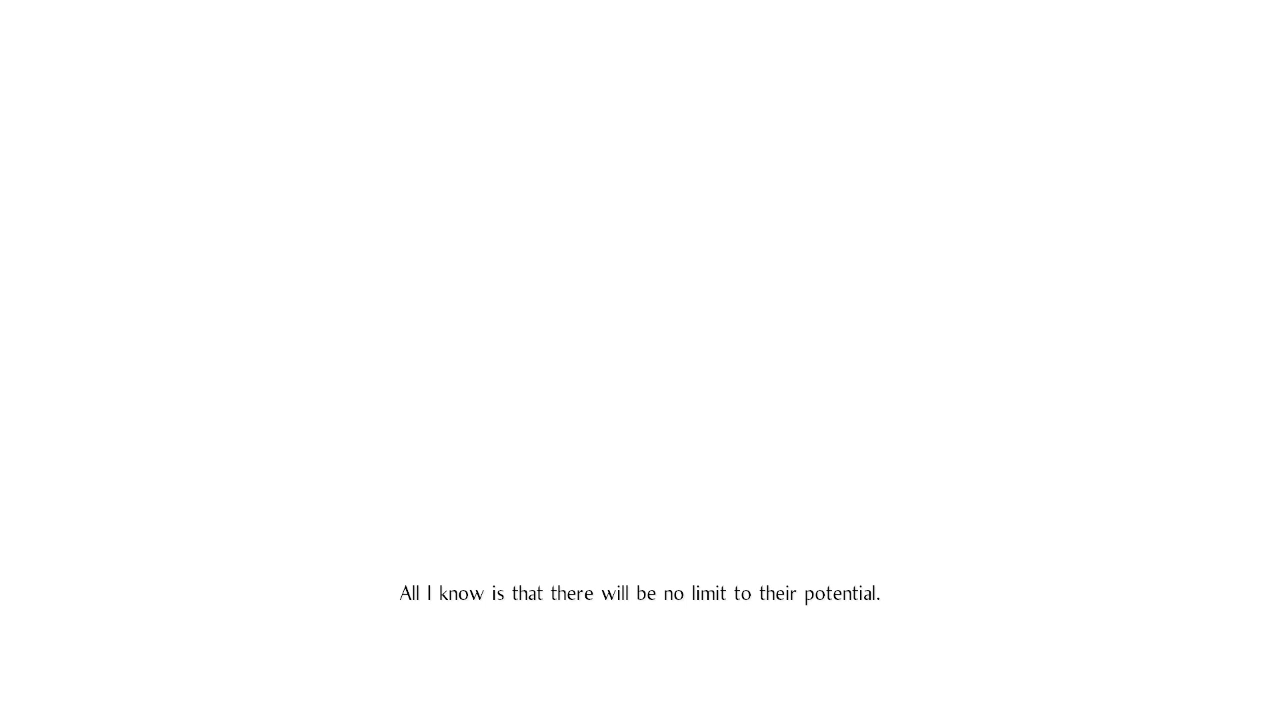 All I know is that there will be no limit to their potential.